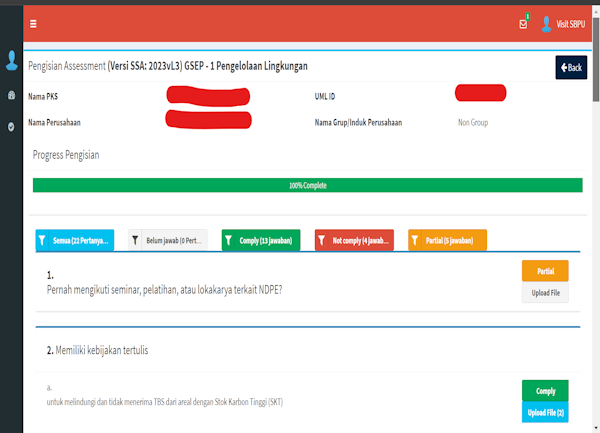 Visit SBPU
Pengisian Assessment (Versi SSA: 2023vL3) GSEP - 1 Pengelolaan Lingkungan
Back
Nama PKS
UML ID
Nama Perusahaan
Nama Grup/Induk Perusahaan
Non Group
Progress Pengisian
100% Complete
Semua (22 Pertanya...
Belum jawab (0 Pert...
Comply (13 Jawaban)
Not comply (4 Jawab...
Partial (5 Jawaban)
1.
Partial
Pernah mengikuti seminar, pelatihan, atau lokakarya terkait NDPE?
Upload File
2. Memiliki kebijakan tertulis
a.
Comply
untuk melindungi dan tidak menerima TBS dari areal dengan Stok Karbon Tinggi (SKT)
Upload File (2)